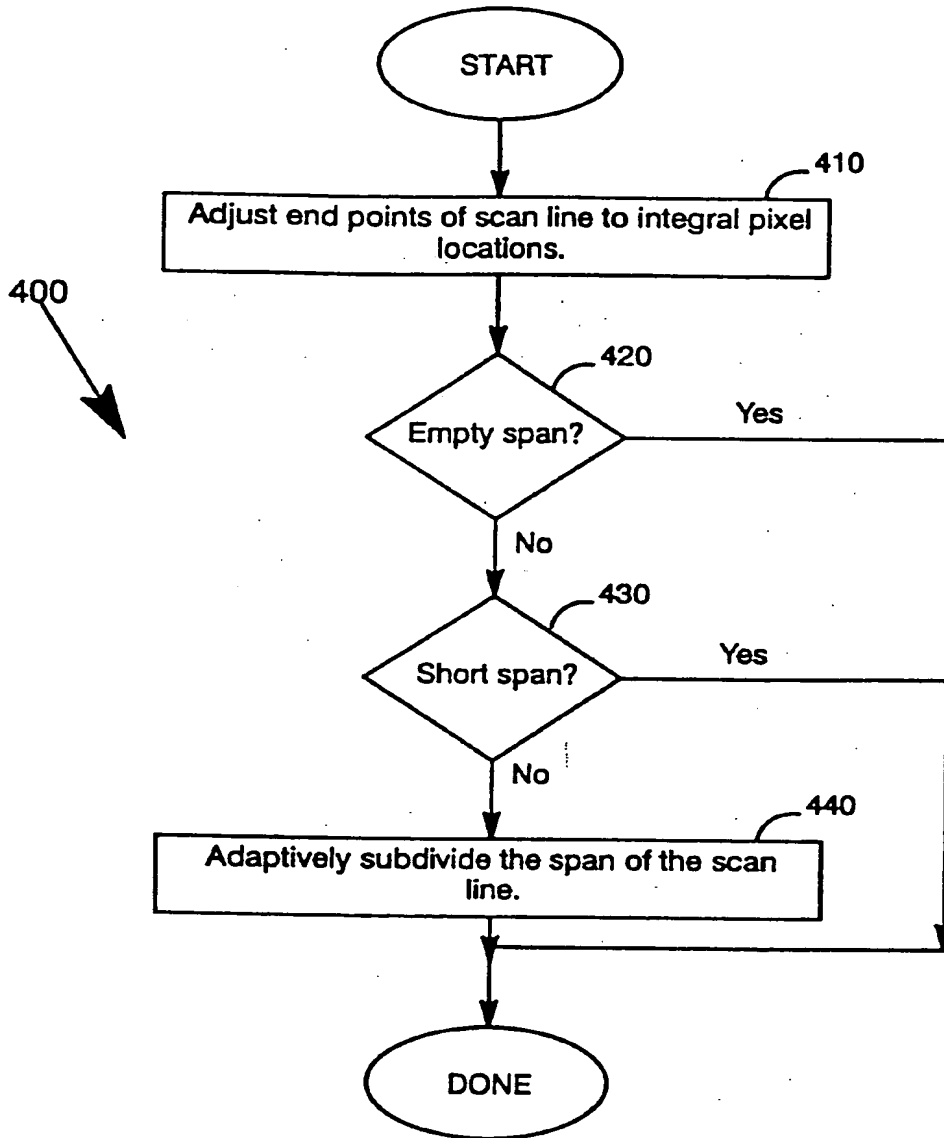 START
410
Adjust end points of scan line to integral pixel
locations.
400
420
Empty span?
Yes
No
430
Short span?
Yes
No
440
Adaptively subdivide the span of the scan
line.
DONE